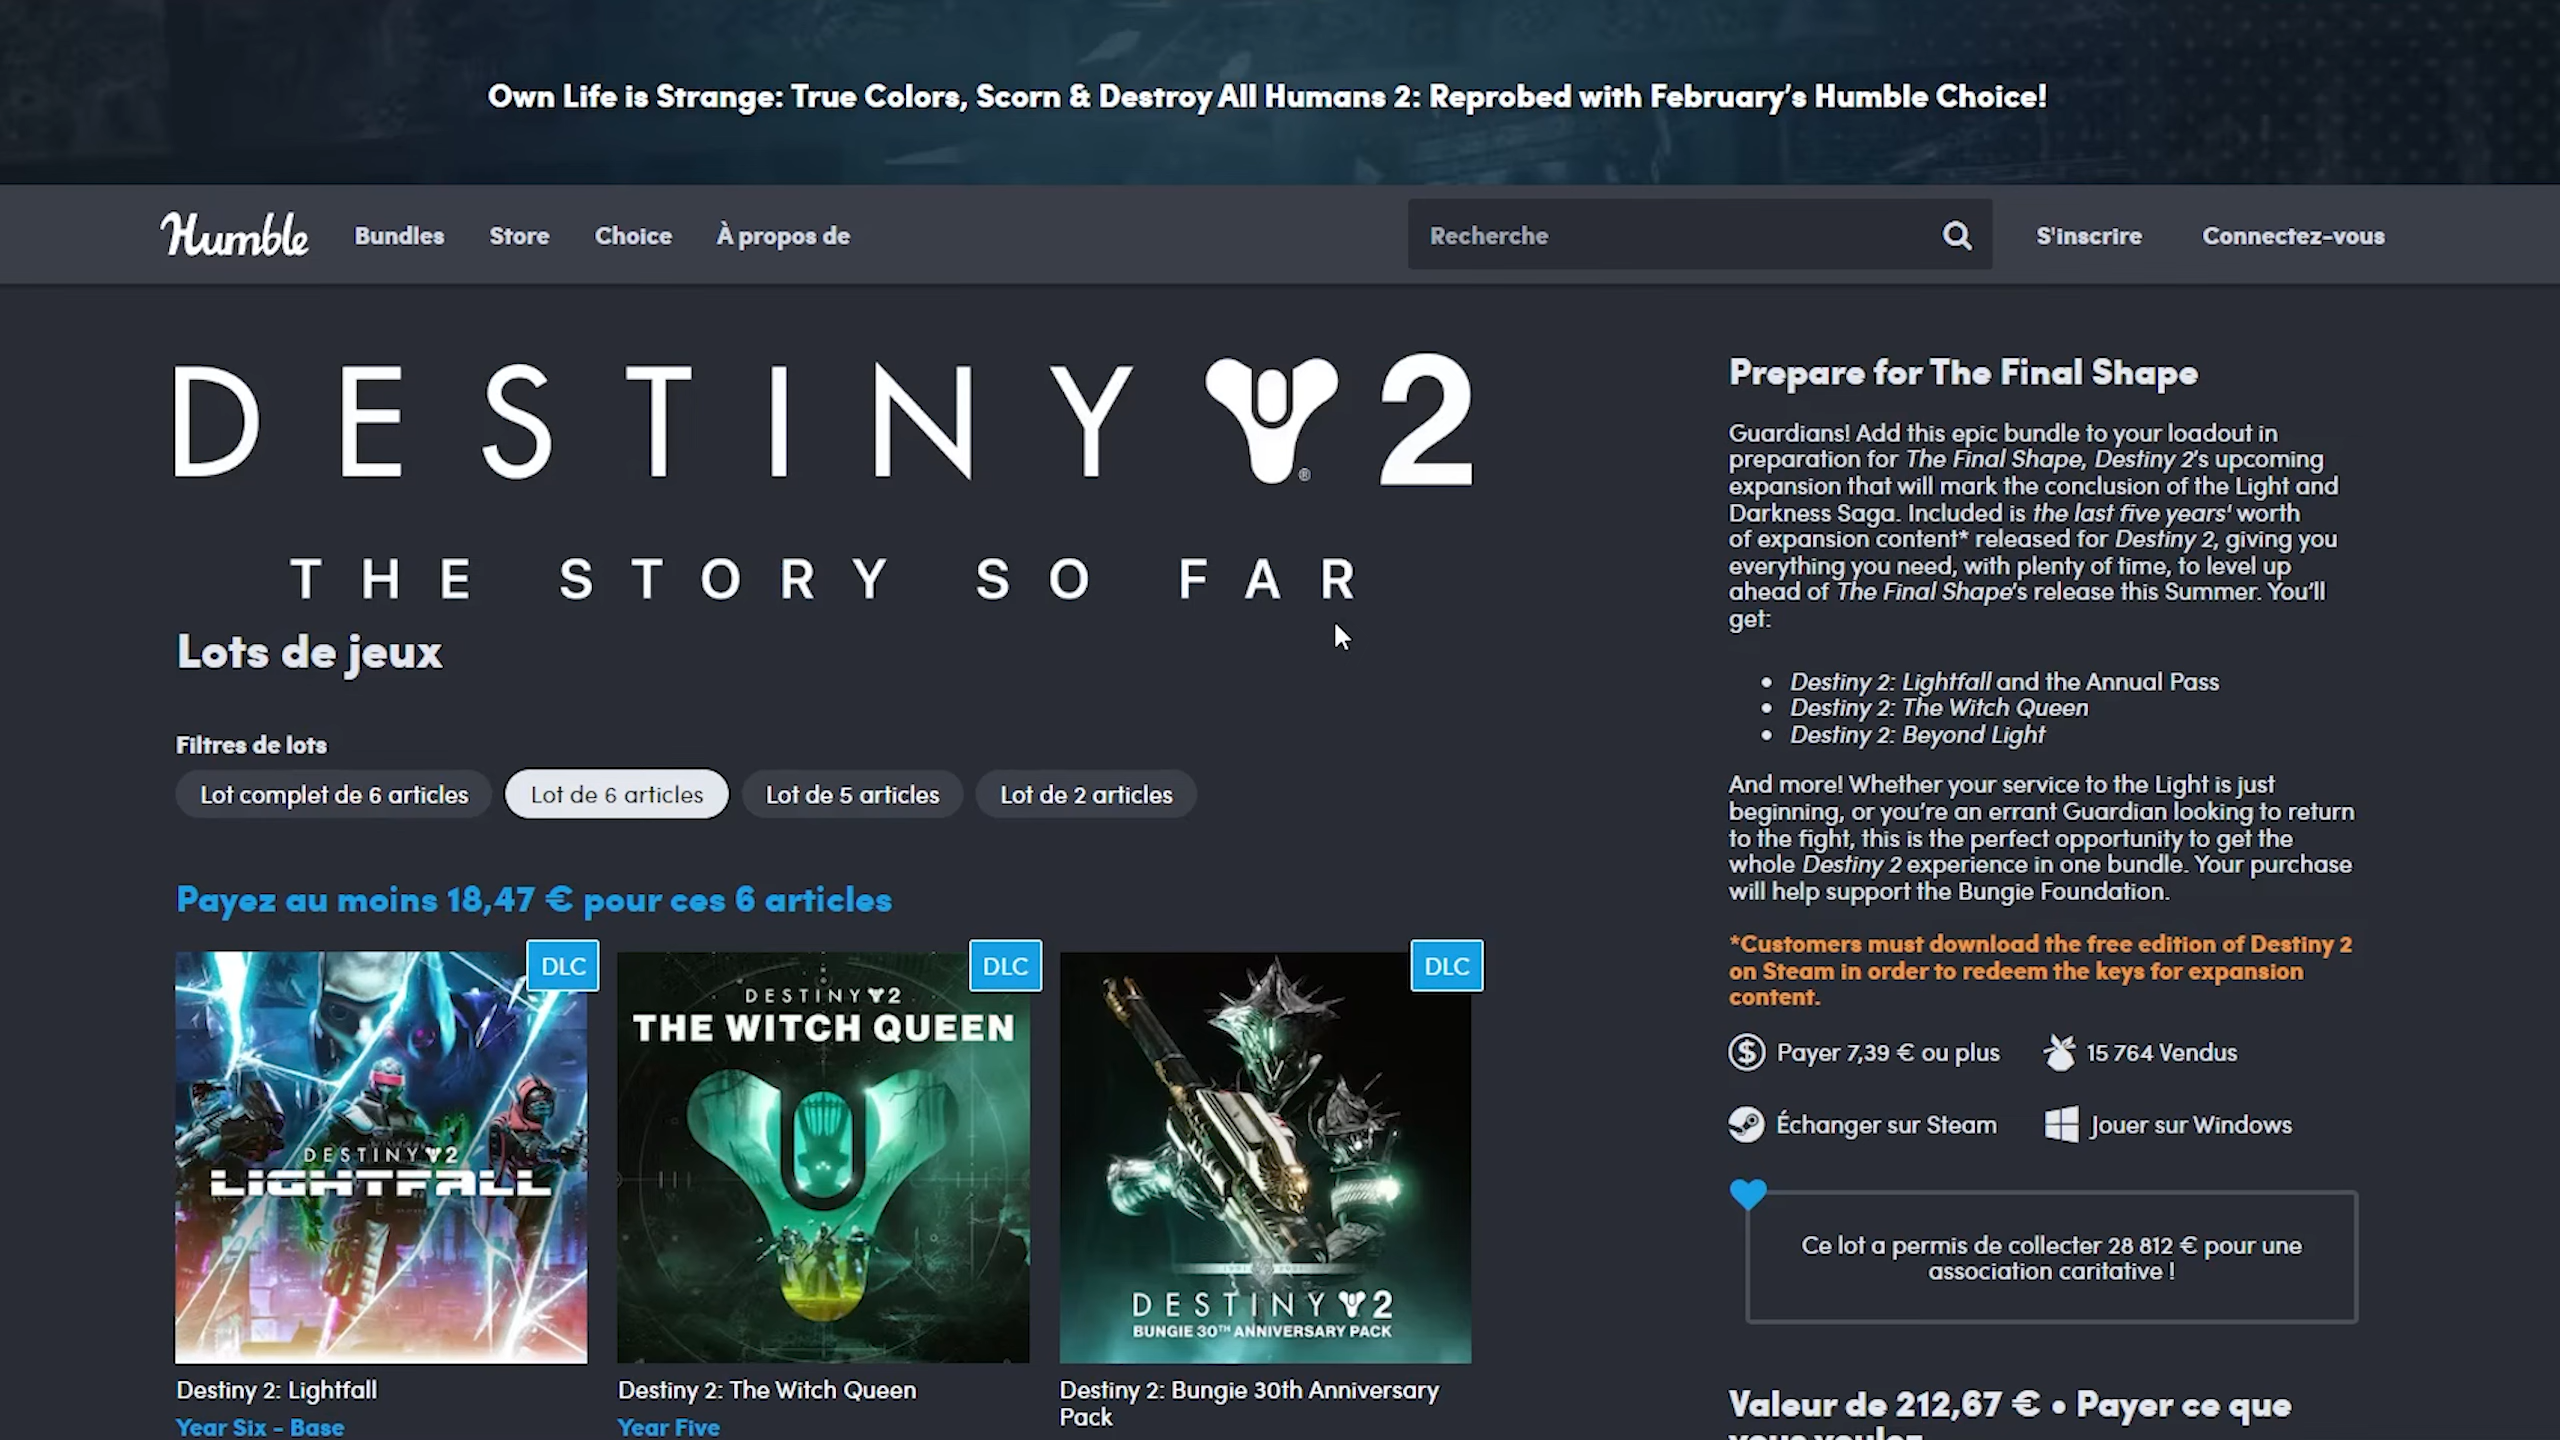 Own Life is Strange: True Colors, Scorn & Destroy All Humans 2: Reprobed with February's Humble Choice!
Humble
Bundles
Store
Choice
À propos de
Recherche
S'inscrire
Connectez-vous
DESTINY 2
®
THE STORY SO FAR
Lots de jeux
Filtres de lots
Lot complet de 6 articles
Lot de 6 articles
Lot de 5 articles
Lot de 2 articles
Payez au moins 18,47 € pour ces 6 articles
DLC
DESTINY 2
LIGHTFALL
Destiny 2: Lightfall
Year Six - Base
DLC
DESTINY 2
THE WITCH QUEEN
Destiny 2: The Witch Queen
Year Five
DLC
DESTINY 2
BUNGIE 30TH ANNIVERSARY PACK
Destiny 2: Bungie 30th Anniversary
Pack
Prepare for The Final Shape
Guardians! Add this epic bundle to your loadout in
preparation for The Final Shape, Destiny 2's upcoming
expansion that will mark the conclusion of the Light and
Darkness Saga. Included is the last five years' worth
of expansion content* released for Destiny 2, giving you
everything you need, with plenty of time, to level up
ahead of The Final Shape's release this Summer. You'll
get:
• Destiny 2: Lightfall and the Annual Pass
• Destiny 2: The Witch Queen
• Destiny 2: Beyond Light
And more! Whether your service to the Light is just
beginning, or you're an errant Guardian looking to return
to the fight, this is the perfect opportunity to get the
whole Destiny 2 experience in one bundle. Your purchase
will help support the Bungie Foundation.
*Customers must download the free edition of Destiny 2
on Steam in order to redeem the keys for expansion
content.
Payer 7,39 € ou plus
15 764 Vendus
Échanger sur Steam
Jouer sur Windows
Ce lot a permis de collecter 28 812 € pour une
association caritative !
Valeur de 212,67 € • Payer ce que
vous voulez